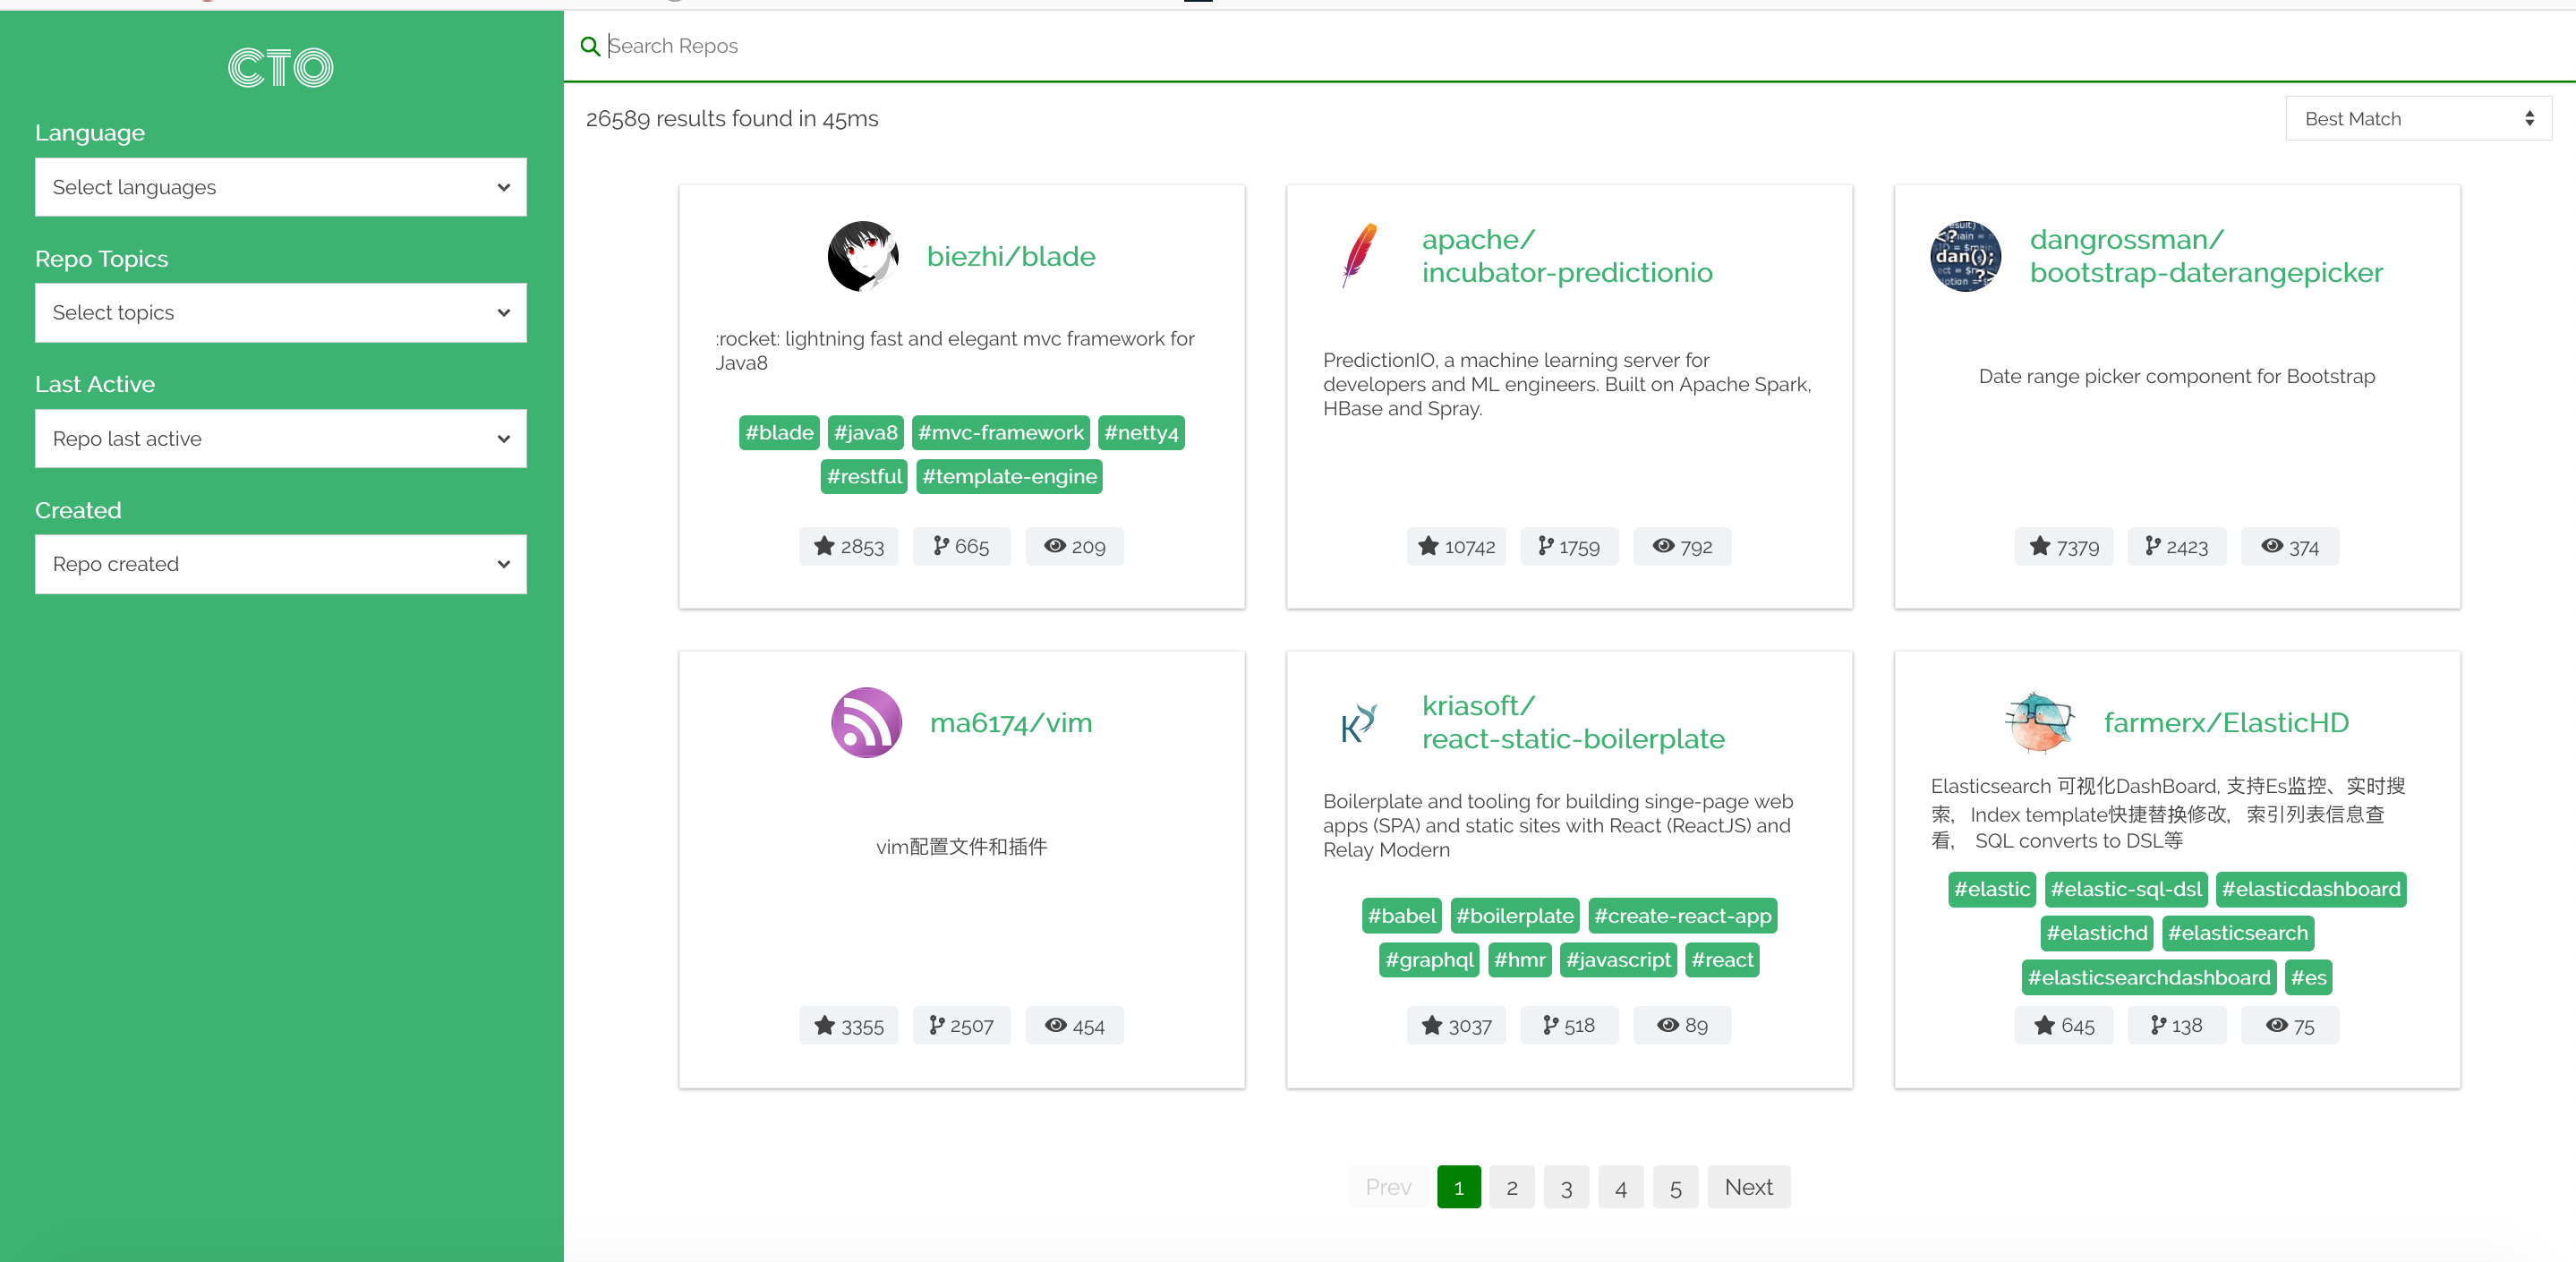 CTO
Language
Select languages
Repo Topics
Select topics
Last Active
Repo last active
Created
Repo created
Search Repos
26589 results found in 45ms
Best Match
biezhi/blade
:rocket: lightning fast and elegant mvc framework for
Java8
#blade #java8 #mvc-framework #netty4
#restful #template-engine
2853 665 209
apache/
incubator-predictionio
PredictionIO, a machine learning server for
developers and ML engineers. Built on Apache Spark,
HBase and Spray.
10742 1759 792
dan();
dangrossman/
bootstrap-daterangepicker
Date range picker component for Bootstrap
7379 2423 374
ma6174/vim
vim配置文件和插件
3355 2507 454
kriasoft/
react-static-boilerplate
Boilerplate and tooling for building singe-page web
apps (SPA) and static sites with React (ReactJS) and
Relay Modern
#babel #boilerplate #create-react-app
#graphql #hmr #javascript #react
3037 518 89
farmerx/ElasticHD
Elasticsearch 可视化DashBoard, 支持Es监控、实时搜
索，Index template快捷替换修改，索引列表信息查
看， SQL converts to DSL等
#elastic #elastic-sql-dsl #elasticdashboard
#elastichd #elasticsearch
#elasticsearchdashboard #es
645 138 75
Prev 1 2 3 4 5 Next